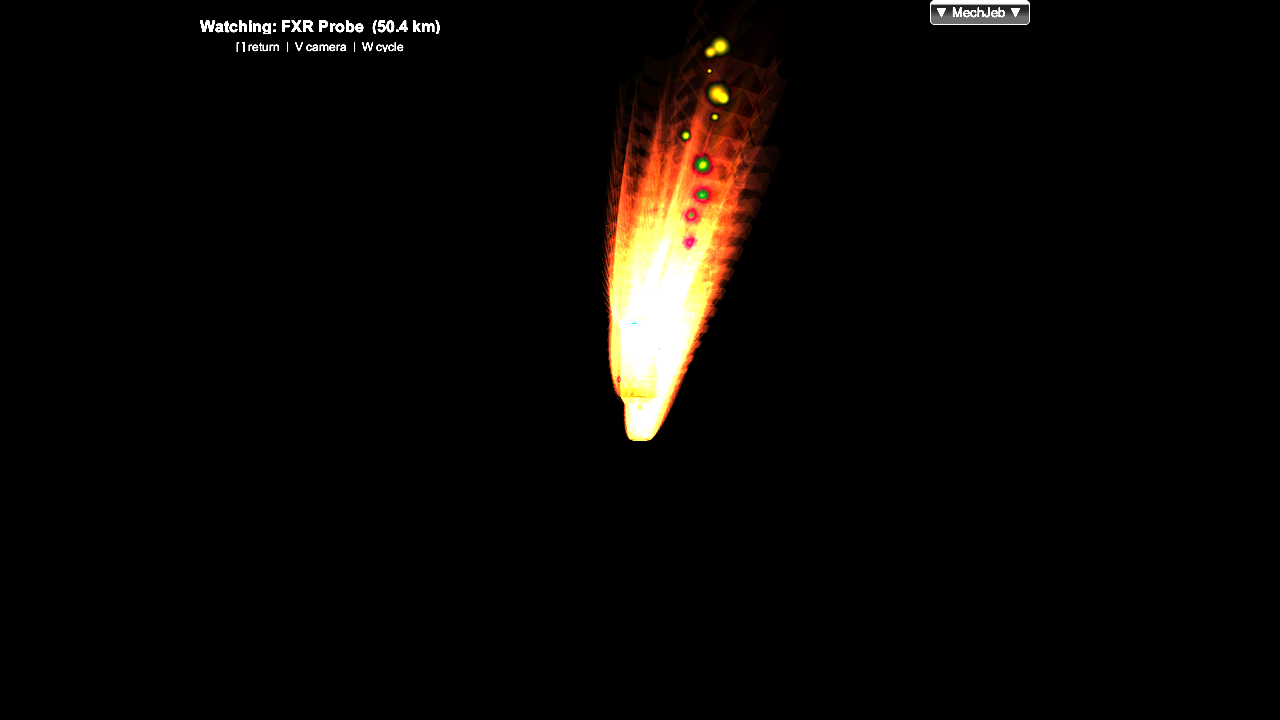 Watching: FXR Probe (50.4 km)
▼ MechJeb ▼
[ ] return | V camera | W cycle